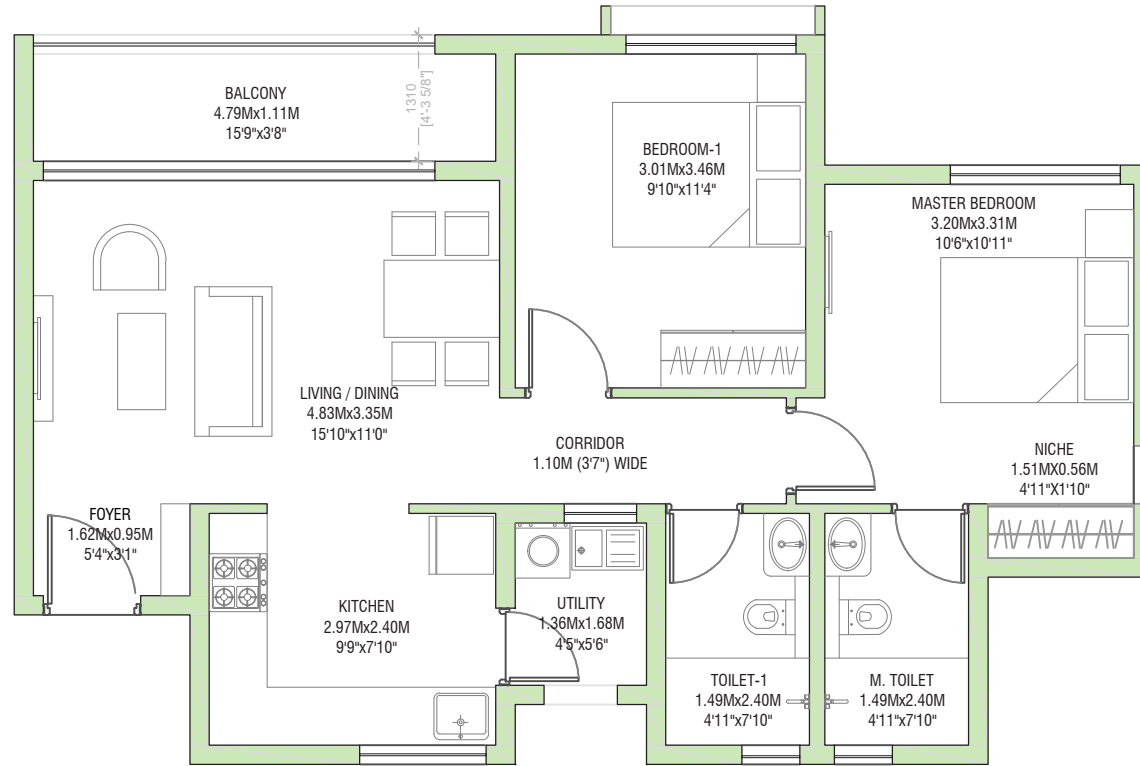 BALCONY
4.79Mx1.11M
15'9"x3'8"
1310
[4'-3 5/8"]
BEDROOM-1
3.01Mx3.46M
9'10"x11'4"
MASTER BEDROOM
3.20Mx3.31M
10'6"x10'11"
LIVING / DINING
4.83Mx3.35M
15'10"x11'0"
CORRIDOR
1.10M (3'7") WIDE
NICHE
1.51MX0.56M
4'11"X1'10"
FOYER
1.62Mx0.95M
5'4"x3'1"
KITCHEN
2.97Mx2.40M
9'9"x7'10"
UTILITY
1.36Mx1.68M
4'5"x5'6"
TOILET-1
1.49Mx2.40M
4'11"x7'10"
M. TOILET
1.49Mx2.40M
4'11"x7'10"